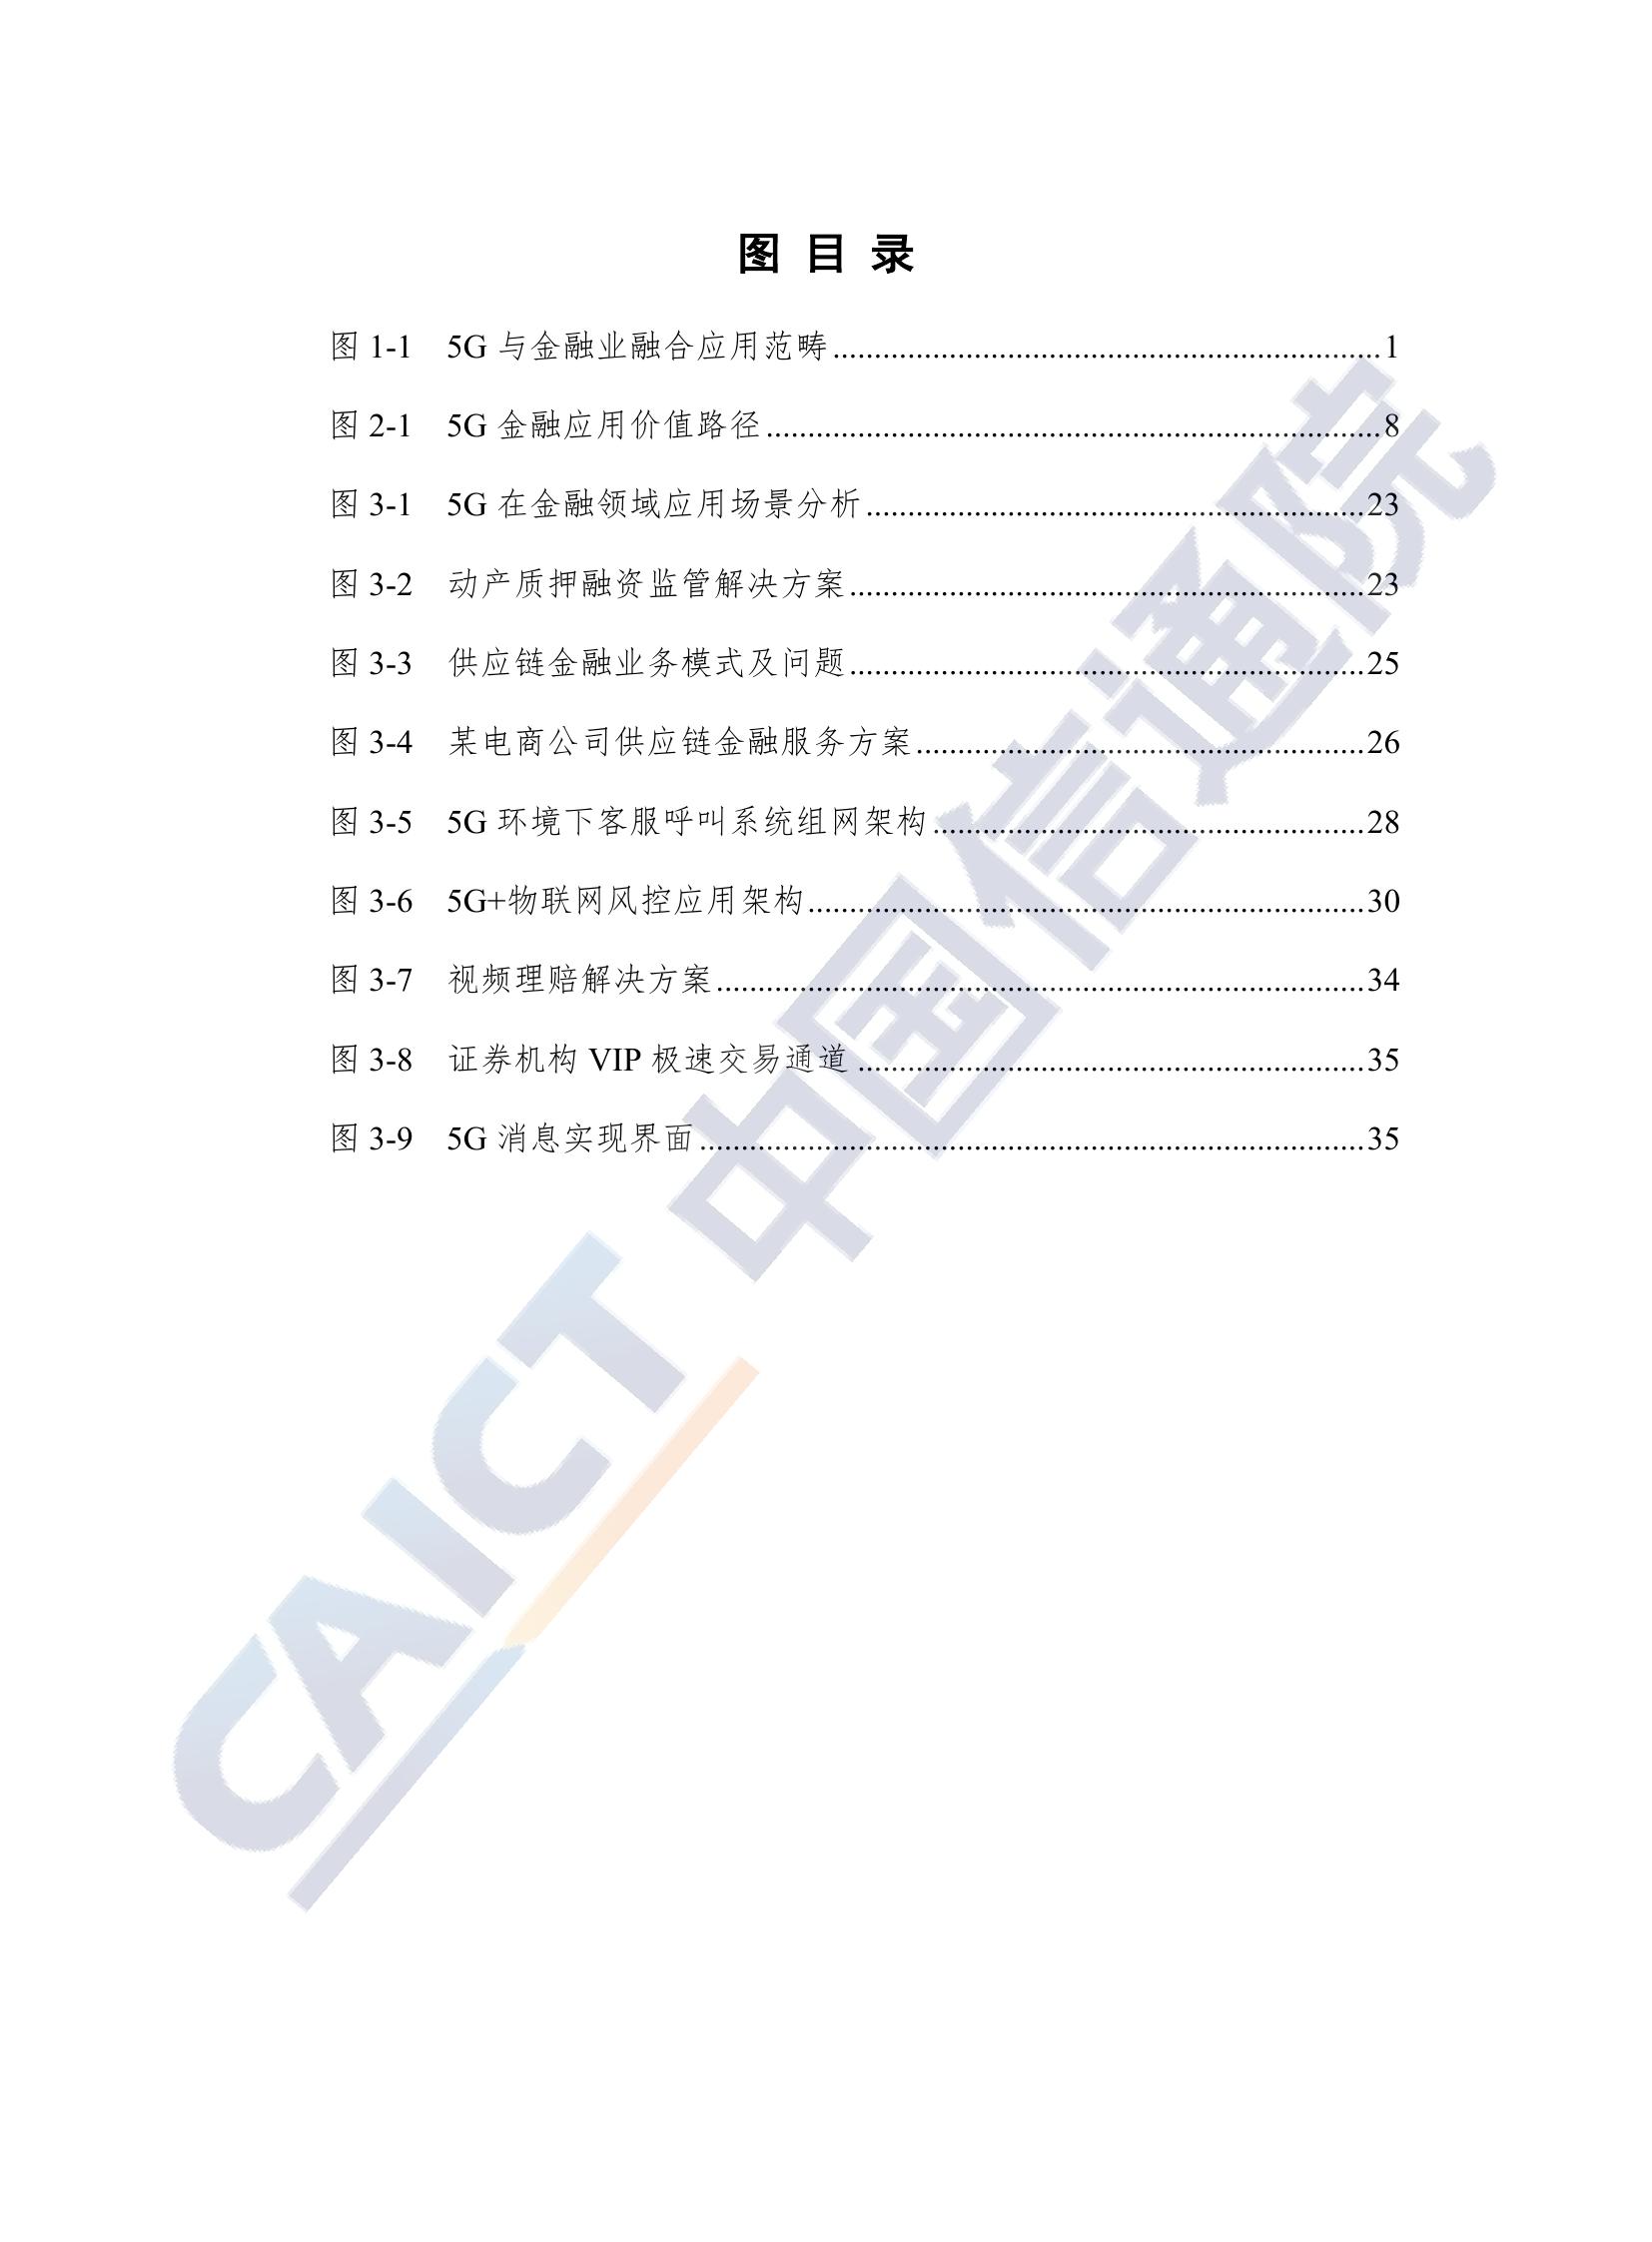 图 目 录
图 1-1 5G 与金融业融合应用范畴.................................................................1
图 2-1 5G 金融应用价值路径.........................................................................8
图 3-1 5G 在金融领域应用场景分析...........................................................23
图 3-2 动产质押融资监管解决方案.............................................................23
图 3-3 供应链金融业务模式及问题.............................................................25
图 3-4 某电商公司供应链金融服务方案.....................................................26
图 3-5 5G 环境下客服呼叫系统组网架构...................................................28
图 3-6 5G+物联网风控应用架构..................................................................30
图 3-7 视频理赔解决方案.............................................................................34
图 3-8 证券机构 VIP 极速交易通道............................................................35
图 3-9 5G 消息实现界面...............................................................................35
CAICT 中国信通院